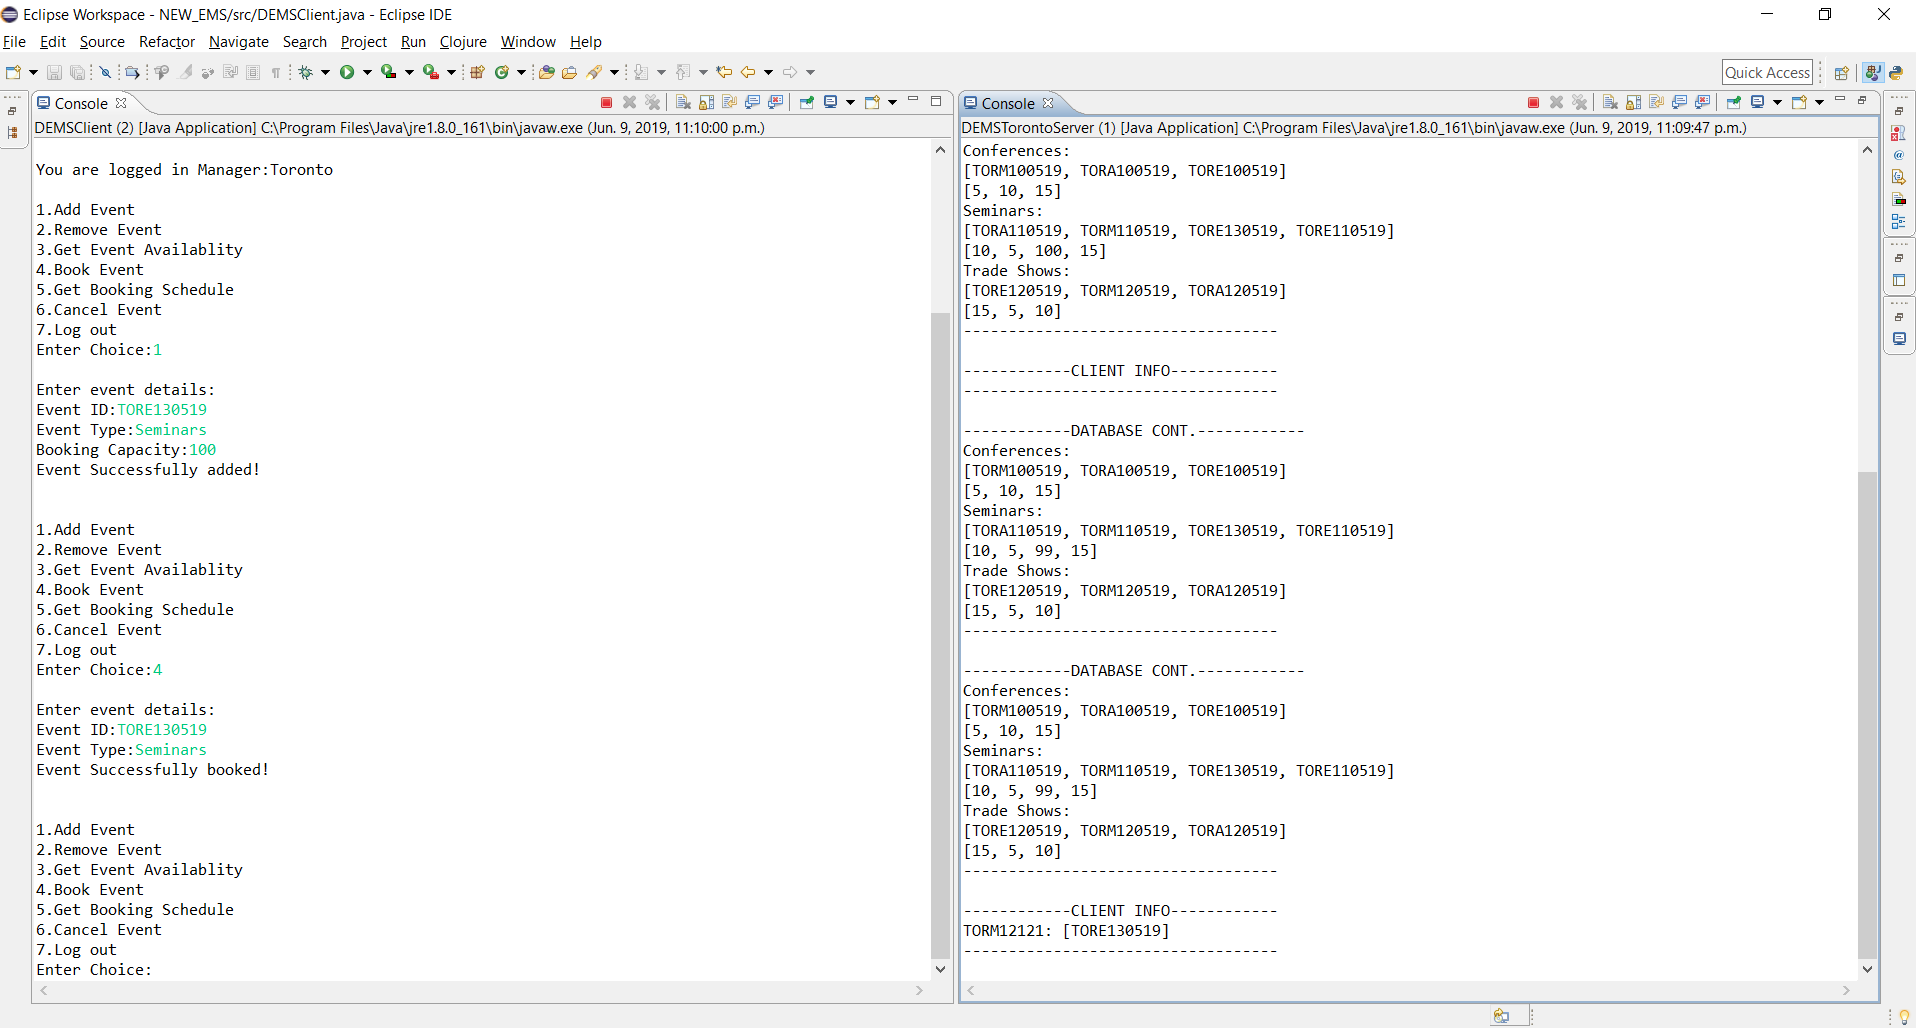 Eclipse Workspace - NEW_EMS/src/DEMSClient.java - Eclipse IDE
File Edit Source Refactor Navigate Search Project Run Clojure Window Help
Quick Access
Console
DEMSClient (2) [Java Application] C:\Program Files\Java\jre1.8.0_161\bin\javaw.exe (Jun. 9, 2019, 11:10:00 p.m.)
You are logged in Manager:Toronto
1.Add Event
2.Remove Event
3.Get Event Availablity
4.Book Event
5.Get Booking Schedule
6.Cancel Event
7.Log out
Enter Choice:1
Enter event details:
Event ID:TORE130519
Event Type:Seminars
Booking Capacity:100
Event Successfully added!
1.Add Event
2.Remove Event
3.Get Event Availablity
4.Book Event
5.Get Booking Schedule
6.Cancel Event
7.Log out
Enter Choice:4
Enter event details:
Event ID:TORE130519
Event Type:Seminars
Event Successfully booked!
1.Add Event
2.Remove Event
3.Get Event Availablity
4.Book Event
5.Get Booking Schedule
6.Cancel Event
7.Log out
Enter Choice:
Console
DEMSTorontoServer (1) [Java Application] C:\Program Files\Java\jre1.8.0_161\bin\javaw.exe (Jun. 9, 2019, 11:09:47 p.m.)
Conferences:
[TORM100519, TORA100519, TORE100519]
[5, 10, 15]
Seminars:
[TORA110519, TORM110519, TORE130519, TORE110519]
[10, 5, 100, 15]
Trade Shows:
[TORE120519, TORM120519, TORA120519]
[15, 5, 10]
-----------------------------------
------------CLIENT INFO------------
-----------------------------------
------------DATABASE CONT.------------
Conferences:
[TORM100519, TORA100519, TORE100519]
[5, 10, 15]
Seminars:
[TORA110519, TORM110519, TORE130519, TORE110519]
[10, 5, 99, 15]
Trade Shows:
[TORE120519, TORM120519, TORA120519]
[15, 5, 10]
-----------------------------------
------------DATABASE CONT.------------
Conferences:
[TORM100519, TORA100519, TORE100519]
[5, 10, 15]
Seminars:
[TORA110519, TORM110519, TORE130519, TORE110519]
[10, 5, 99, 15]
Trade Shows:
[TORE120519, TORM120519, TORA120519]
[15, 5, 10]
-----------------------------------
------------CLIENT INFO------------
TORM12121: [TORE130519]
-----------------------------------